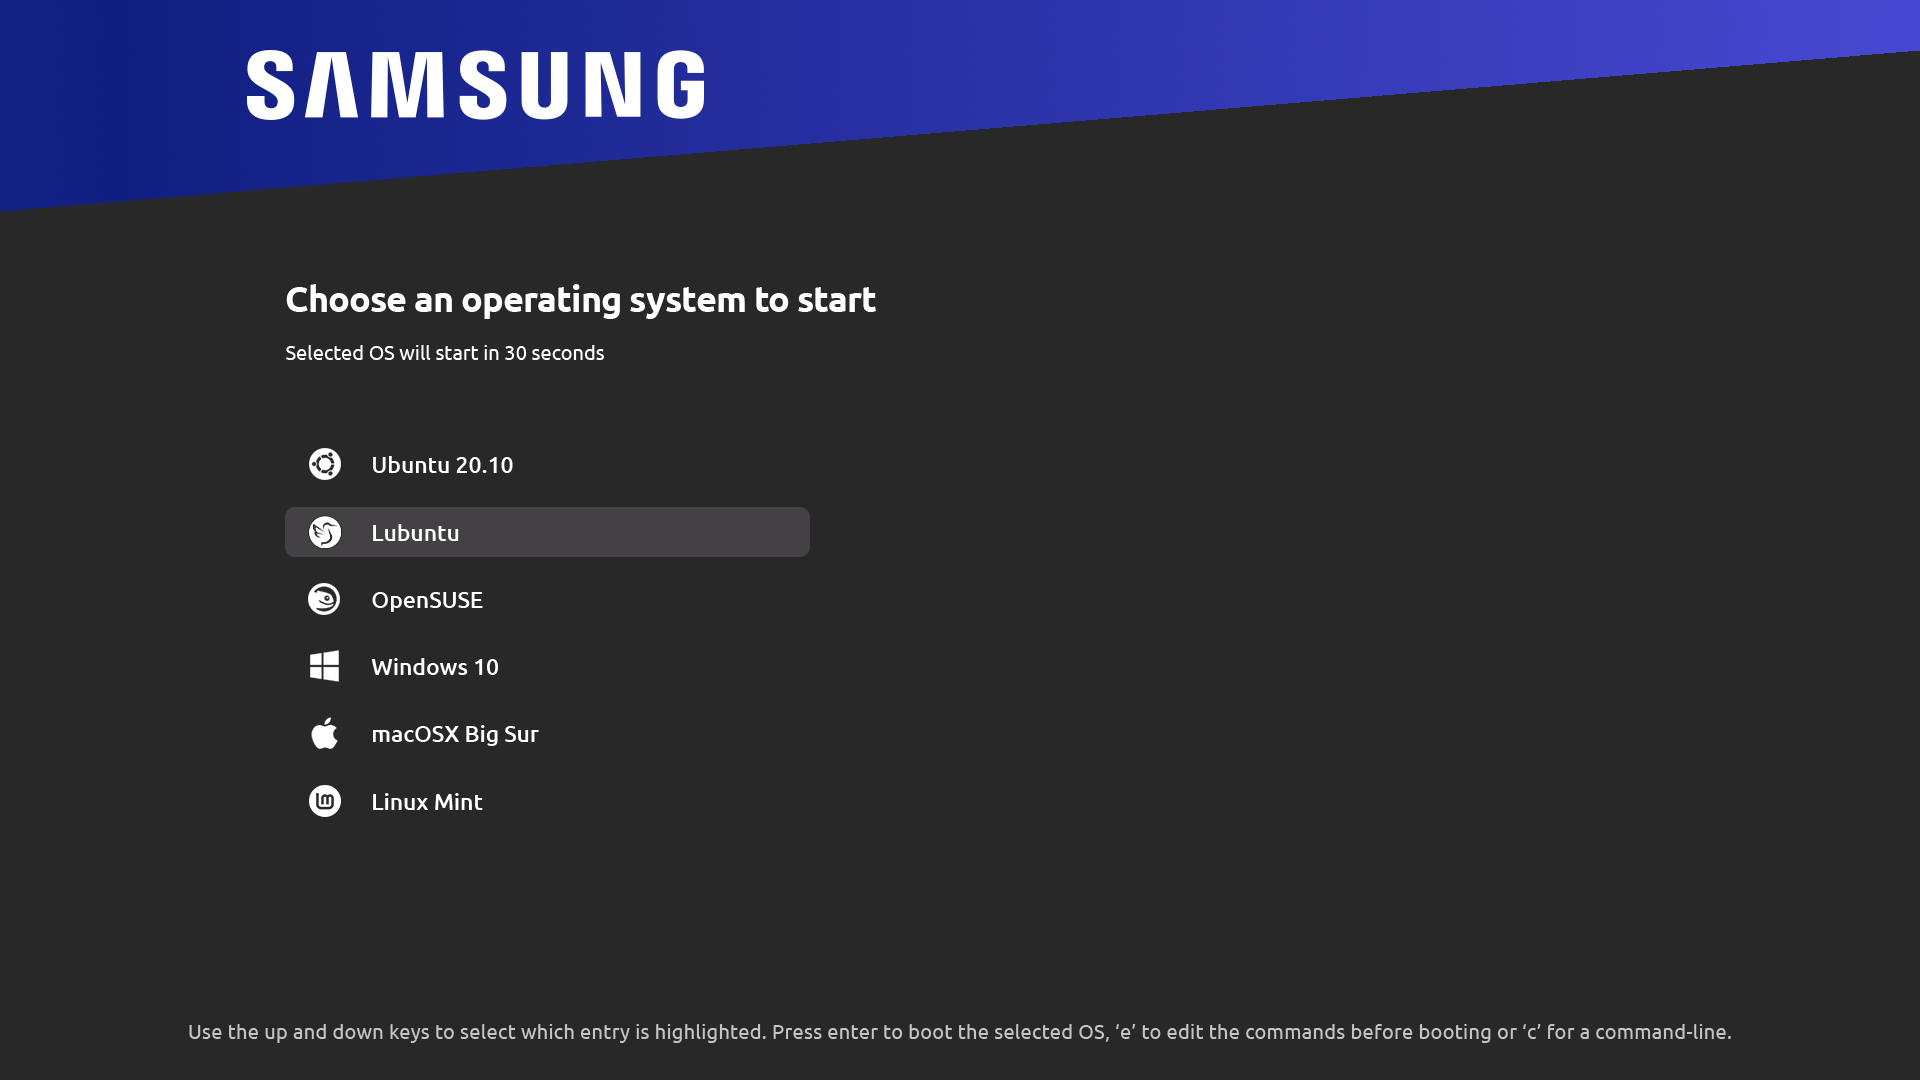 SAMSUNG
Choose an operating system to start
Selected OS will start in 30 seconds
Ubuntu 20.10
Lubuntu
OpenSUSE
Windows 10
macOSX Big Sur
Linux Mint
Use the up and down keys to select which entry is highlighted. Press enter to boot the selected OS, ‘e’ to edit the commands before booting or ‘c’ for a command-line.